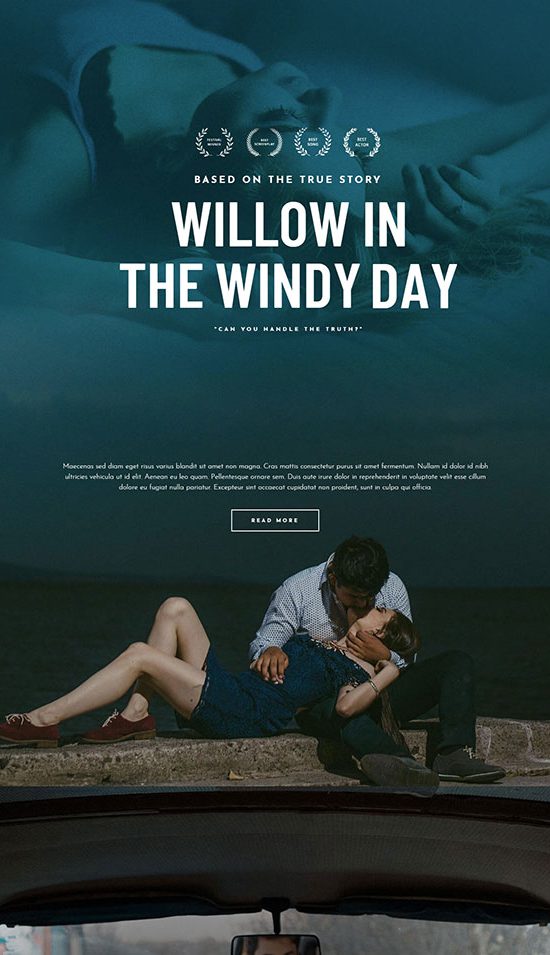 FESTIVAL
WINNER
BEST
SCREENPLAY
BEST
SONG
BEST
ACTOR
BASED ON THE TRUE STORY
WILLOW IN
THE WINDY DAY
"CAN YOU HANDLE THE TRUTH?"
Maecenas sed diam eget risus varius blandit sit amet non magna. Cras mattis consectetur purus sit amet fermentum. Nullam id dolor id nibh
ultricies vehicula ut id elit. Aenean eu leo quam. Pellentesque ornare sem. Duis aute irure dolor in reprehenderit in voluptate velit esse cillum
dolore eu fugiat nulla pariatur. Excepteur sint occaecat cupidatat non proident, sunt in culpa qui officia.
READ MORE